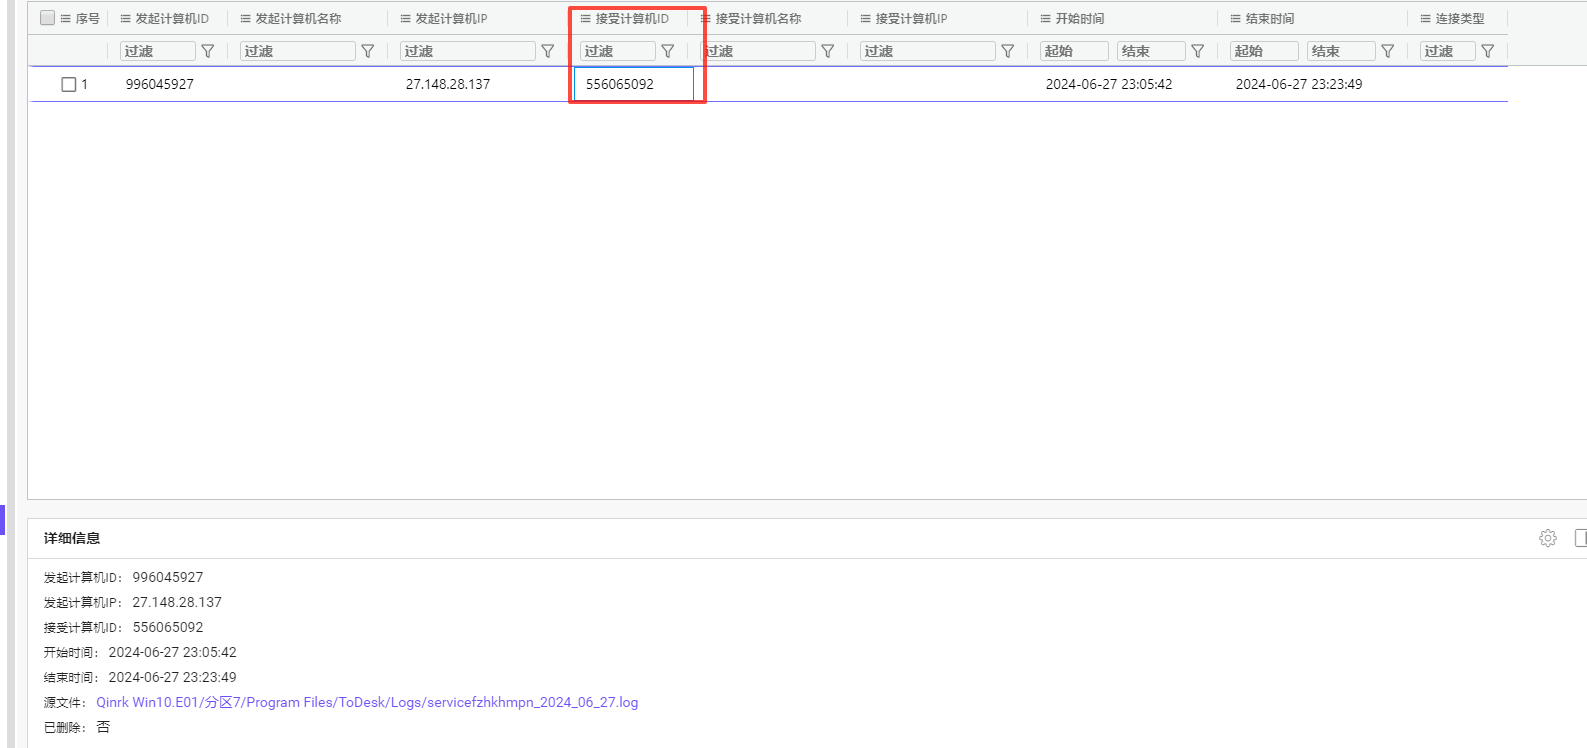 序号 发起计算机ID 发起计算机名称 发起计算机IP 接受计算机ID 接受计算机名称 接受计算机IP 开始时间 结束时间 连接类型
过滤 过滤 过滤 过滤 过滤 过滤 起始 结束 起始 结束 过滤
1 996045927 27.148.28.137 556065092 2024-06-27 23:05:42 2024-06-27 23:23:49
详细信息
发起计算机ID: 996045927
发起计算机IP: 27.148.28.137
接受计算机ID: 556065092
开始时间: 2024-06-27 23:05:42
结束时间: 2024-06-27 23:23:49
源文件: Qinrk Win10.E01/分区7/Program Files/ToDesk/Logs/servicefzhkhmpn_2024_06_27.log
已删除: 否